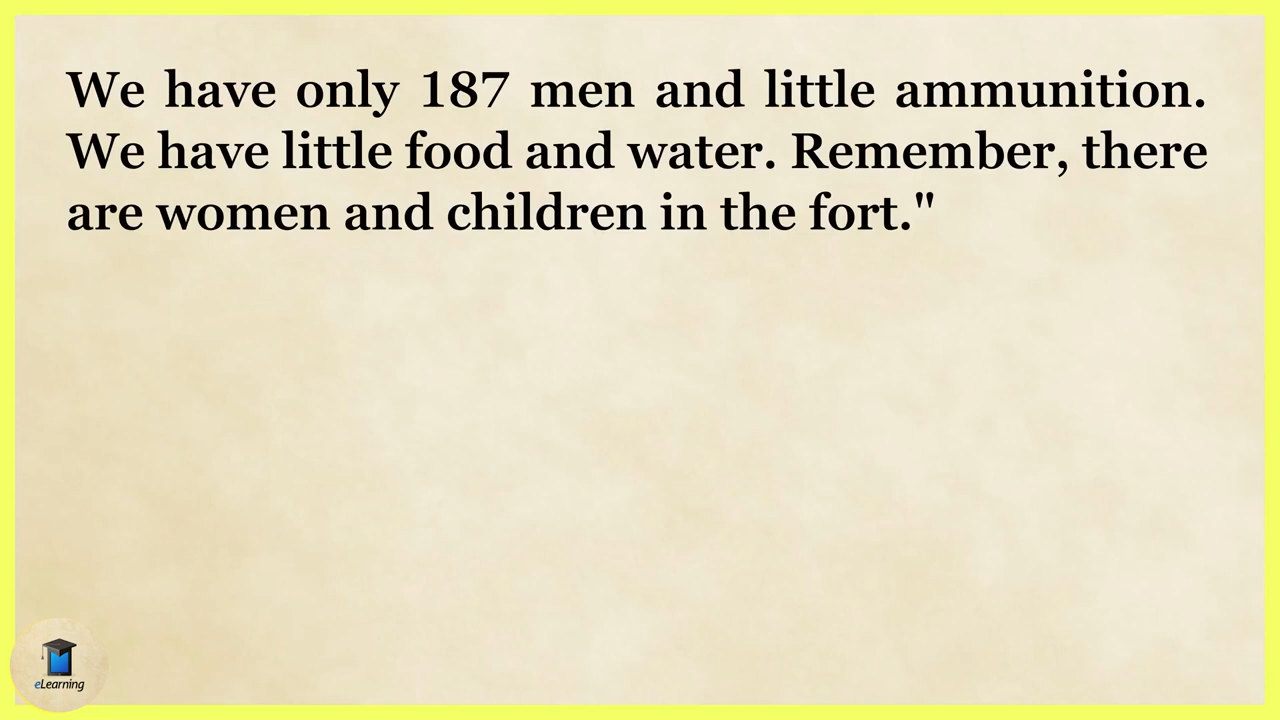 We have only 187 men and little ammunition.
We have little food and water. Remember, there
are women and children in the fort."
eLearning